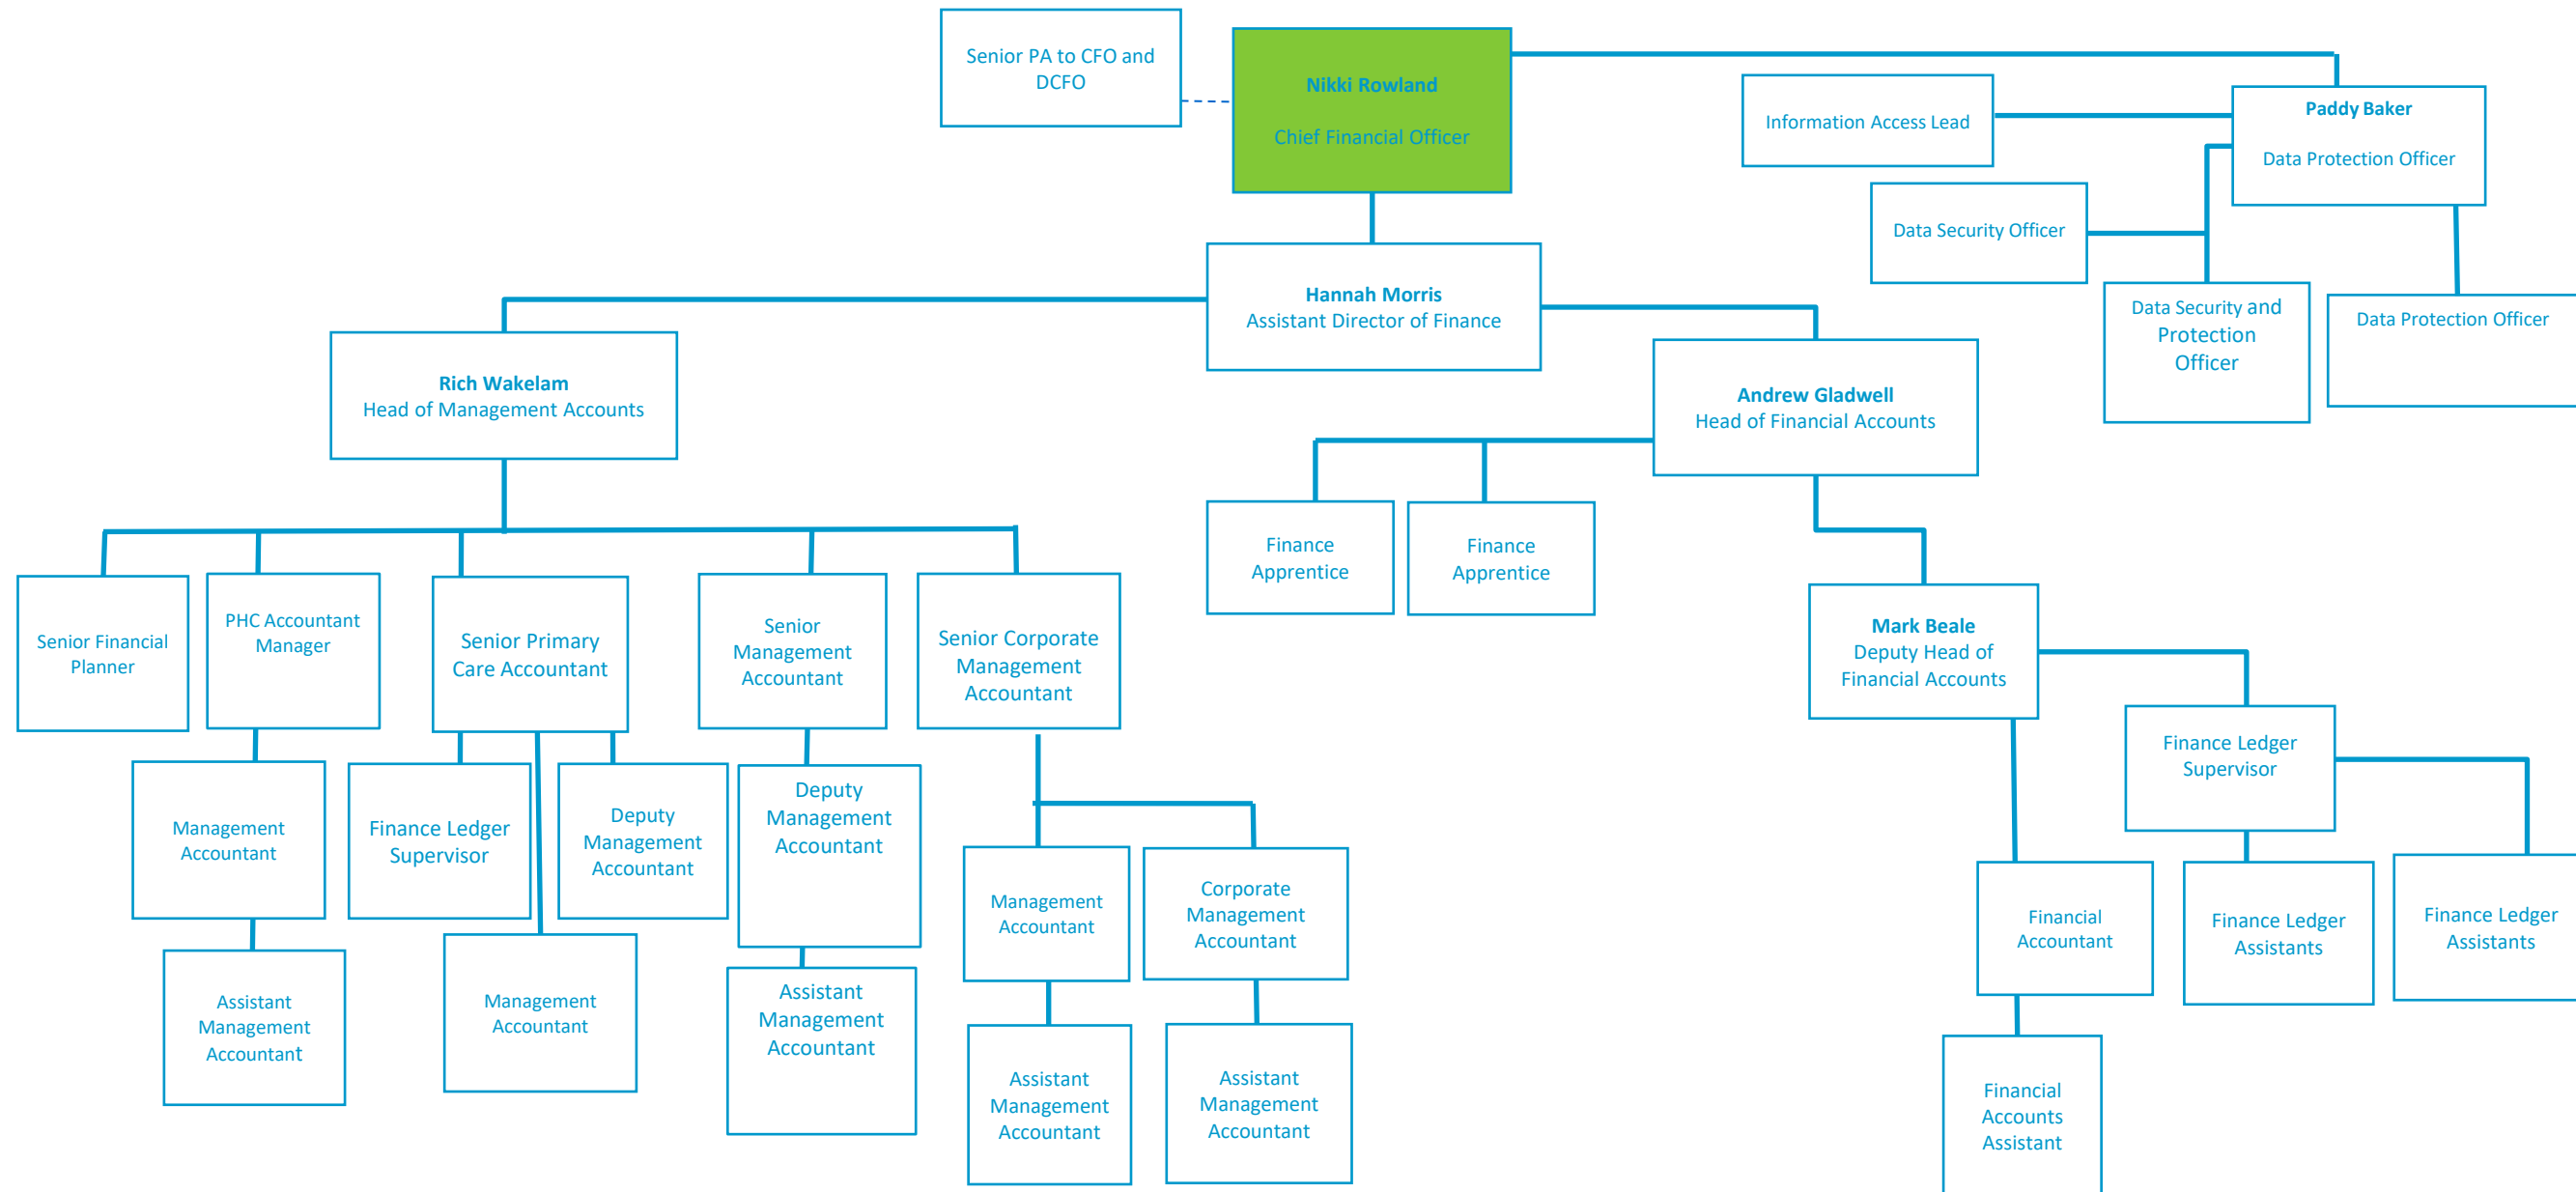 Senior PA to CFO and
DCFO
Nikki Rowland
Chief Financial Officer
Information Access Lead
Paddy Baker
Data Protection Officer
Data Security Officer
Data Security and
Protection
Officer
Data Protection Officer
Hannah Morris
Assistant Director of Finance
Rich Wakelam
Head of Management Accounts
Andrew Gladwell
Head of Financial Accounts
Finance
Apprentice
Finance
Apprentice
Senior Financial
Planner
PHC Accountant
Manager
Senior Primary
Care Accountant
Senior
Management
Accountant
Senior Corporate
Management
Accountant
Mark Beale
Deputy Head of
Financial Accounts
Finance Ledger
Supervisor
Management
Accountant
Finance Ledger
Supervisor
Deputy
Management
Accountant
Deputy
Management
Accountant
Management
Accountant
Corporate
Management
Accountant
Financial
Accountant
Finance Ledger
Assistants
Finance Ledger
Assistants
Assistant
Management
Accountant
Management
Accountant
Assistant
Management
Accountant
Assistant
Management
Accountant
Assistant
Management
Accountant
Financial
Accounts
Assistant